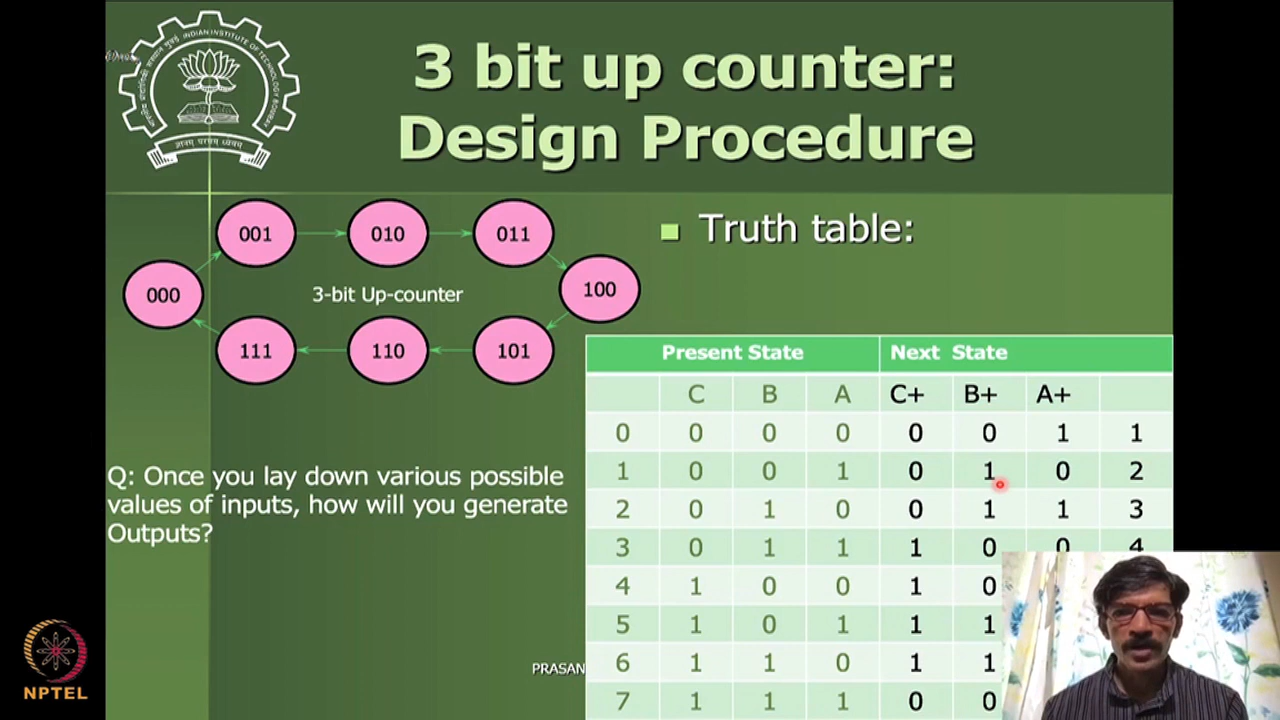 INDIAN INSTITUTE OF TECHNOLOGY BOMBAY
3 bit up counter:
Design Procedure
001 010 011
000 3-bit Up-counter 100
111 110 101
Truth table:
Q: Once you lay down various possible
values of inputs, how will you generate
Outputs?
Present State Next State
C B A C+ B+ A+
0 0 0 0 0 0 1 1
1 0 0 1 0 1 0 2
2 0 1 0 0 1 1 3
3 0 1 1 1 0 0 4
4 1 0 0 1 0
5 1 0 1 1 1
6 1 1 0 1 1
7 1 1 1 0 0
PRASAN
NPTEL